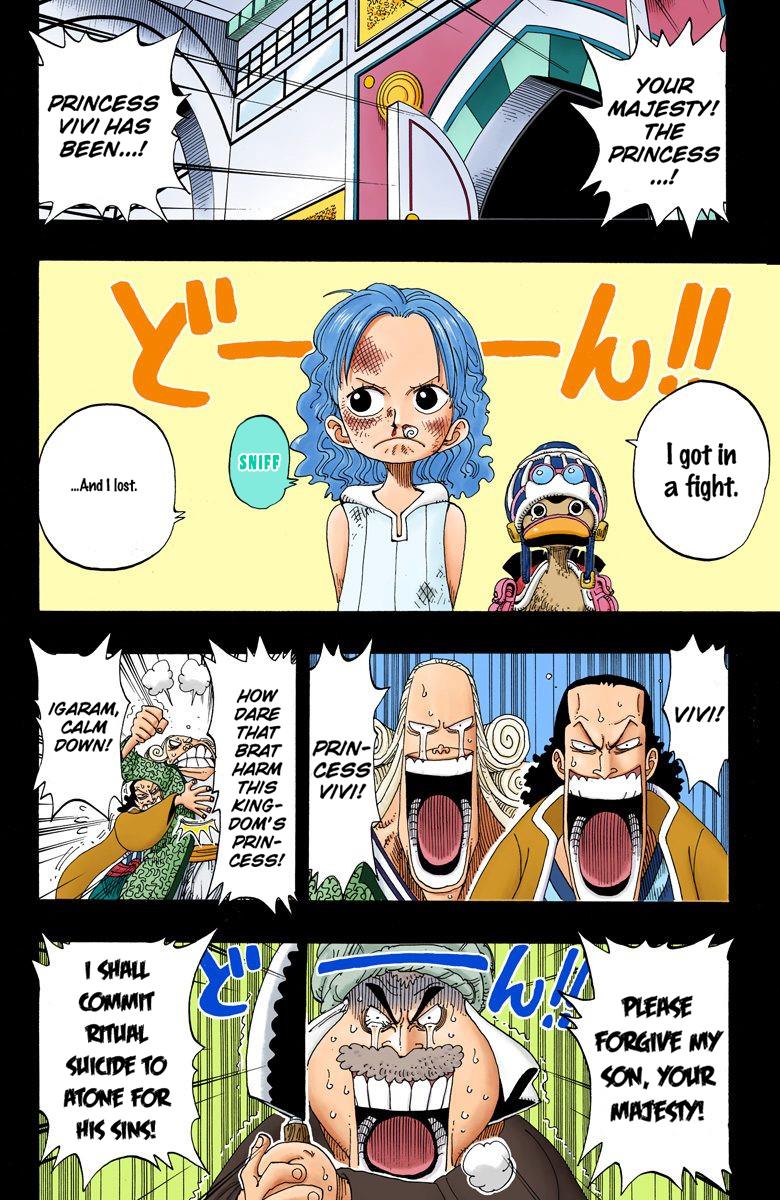 YOUR
MAJESTY!
THE
PRINCESS
...!
PRINCESS
VIVI HAS
BEEN...!
どーーん!!
I got in
a fight.
SNIFF
...And I lost.
VIVI!
PRIN-
CESS
VIVI!
HOW
DARE
THAT
BRAT
HARM
THIS
KING-
DOM'S
PRIN-
CESS!
IGARAM,
CALM
DOWN!
どーん!!
PLEASE
FORGIVE MY
SON, YOUR
MAJESTY!
I SHALL
COMMIT
RITUAL
SUICIDE TO
ATONE FOR
HIS SINS!